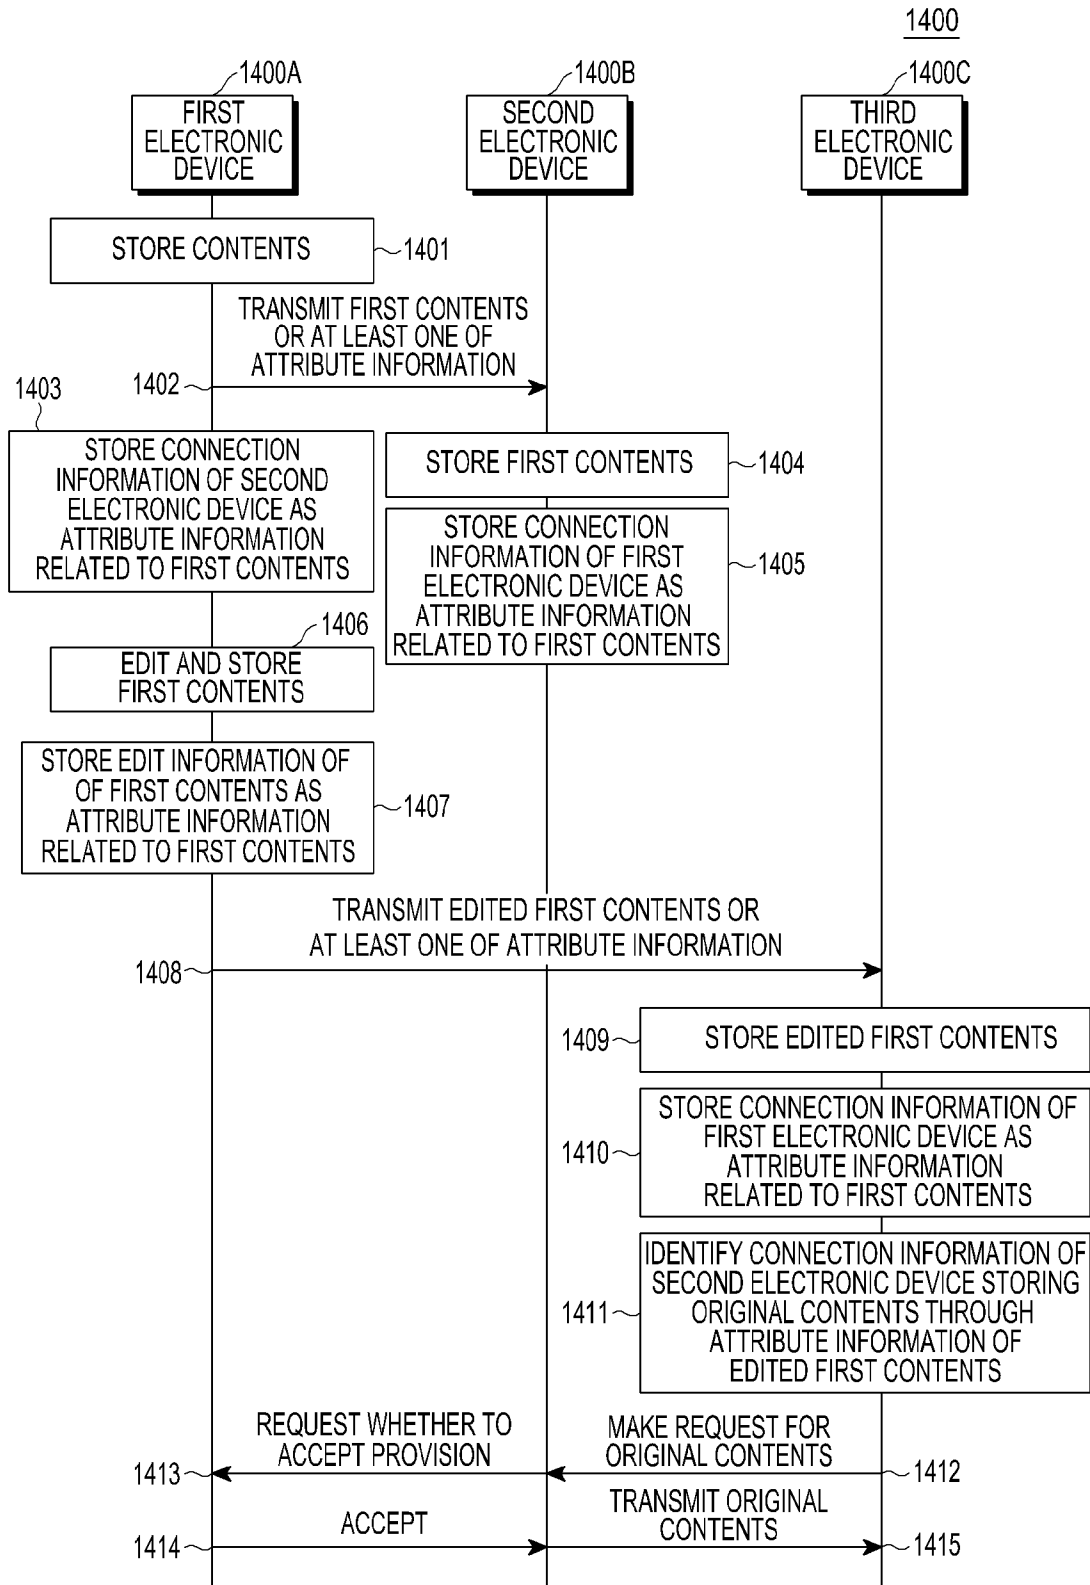 1400
1400A
1400B
1400C
FIRST
ELECTRONIC
DEVICE
SECOND
ELECTRONIC
DEVICE
THIRD
ELECTRONIC
DEVICE
STORE CONTENTS
1401
TRANSMIT FIRST CONTENTS
OR AT LEAST ONE OF
ATTRIBUTE INFORMATION
1402
1403
STORE CONNECTION
INFORMATION OF SECOND
ELECTRONIC DEVICE AS
ATTRIBUTE INFORMATION
RELATED TO FIRST CONTENTS
STORE FIRST CONTENTS
1404
STORE CONNECTION
INFORMATION OF FIRST
ELECTRONIC DEVICE AS
ATTRIBUTE INFORMATION
RELATED TO FIRST CONTENTS
1405
1406
EDIT AND STORE
FIRST CONTENTS
STORE EDIT INFORMATION OF
OF FIRST CONTENTS AS
ATTRIBUTE INFORMATION
RELATED TO FIRST CONTENTS
1407
TRANSMIT EDITED FIRST CONTENTS OR
AT LEAST ONE OF ATTRIBUTE INFORMATION
1408
1409
STORE EDITED FIRST CONTENTS
1410
STORE CONNECTION INFORMATION OF
FIRST ELECTRONIC DEVICE AS
ATTRIBUTE INFORMATION
RELATED TO FIRST CONTENTS
1411
IDENTIFY CONNECTION INFORMATION OF
SECOND ELECTRONIC DEVICE STORING
ORIGINAL CONTENTS THROUGH
ATTRIBUTE INFORMATION OF
EDITED FIRST CONTENTS
MAKE REQUEST FOR
ORIGINAL CONTENTS
1412
REQUEST WHETHER TO
ACCEPT PROVISION
1413
ACCEPT
1414
TRANSMIT ORIGINAL
CONTENTS
1415